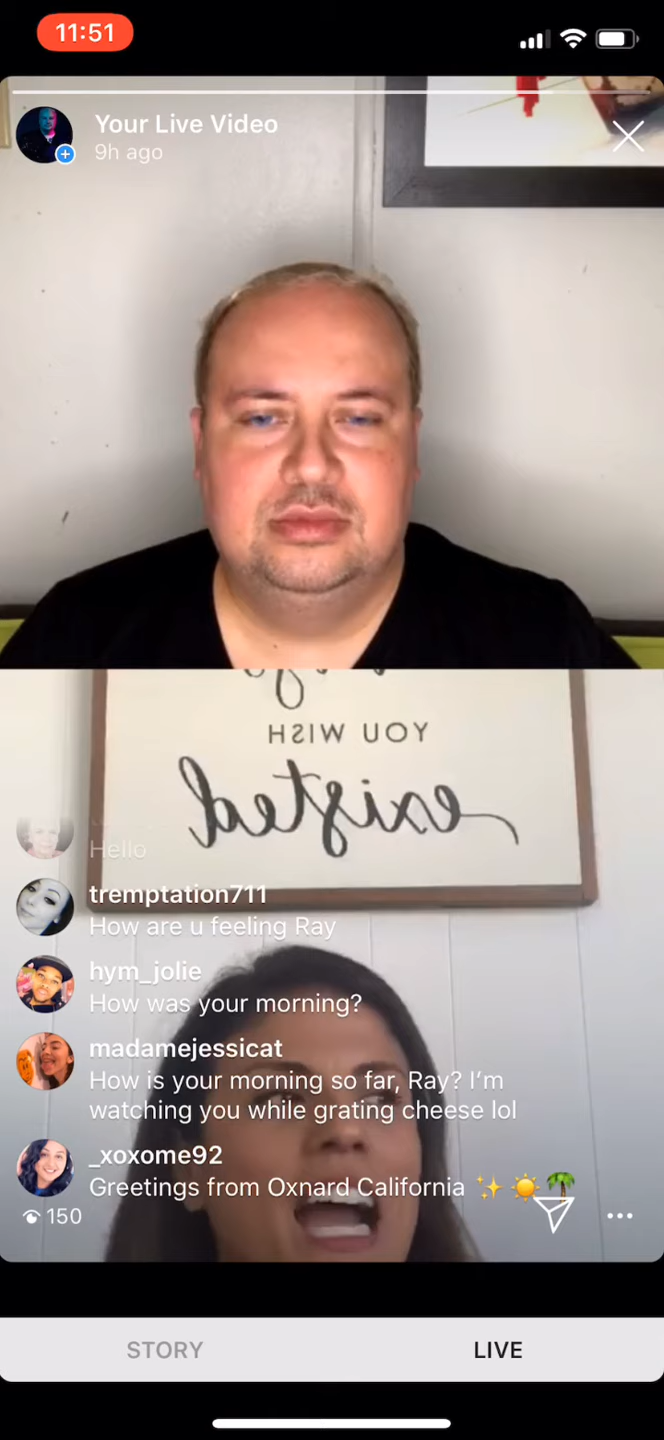 11:51
Your Live Video
9h ago
YOU WISH
existed
Hello
tremptation711
How are u feeling Ray
hym_jolie
How was your morning?
madamejessicat
How is your morning so far, Ray? I'm
watching you while grating cheese lol
_xoxome92
Greetings from Oxnard California ✨☀️🌴
150
STORY
LIVE